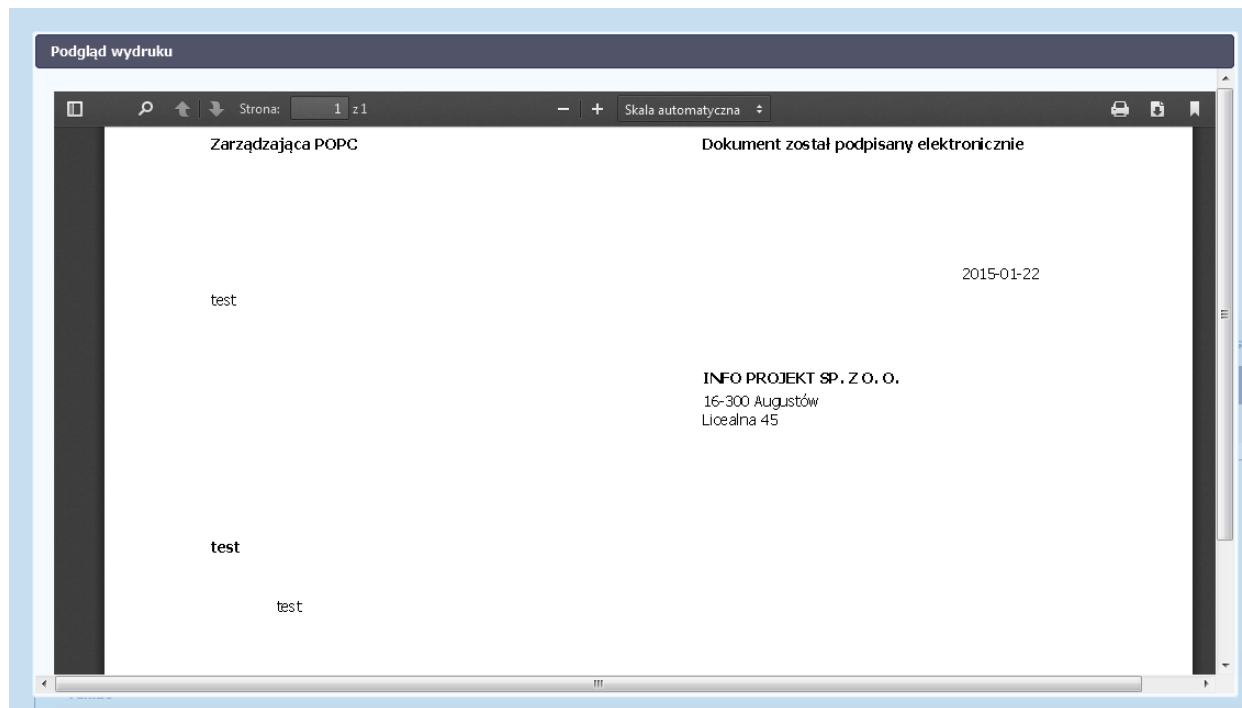 Podgląd wydruku
Strona: 1 z 1
Skala automatyczna
Zarządzająca POPC
Dokument został podpisany elektronicznie
2015-01-22
test
INFO PROJEKT SP. Z O. O.
16-300 Augustów
Licealna 45
test
test